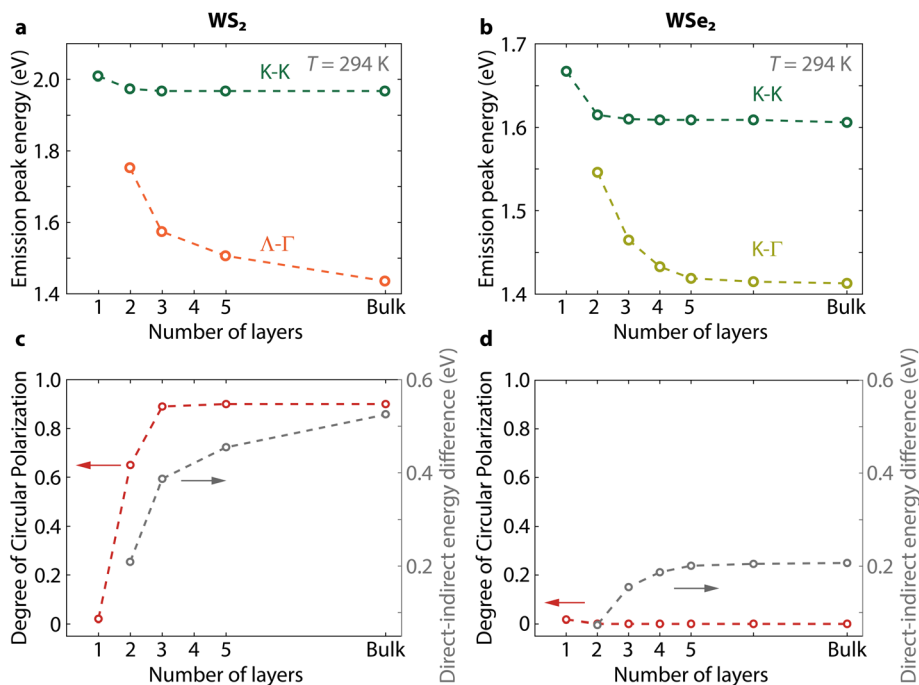 WS₂
WSe₂
a
b
Emission peak energy (eV)
2.0
1.8
1.6
1.4
T = 294 K
K-K
Λ-Γ
1 2 3 4 5 Bulk
Number of layers
Emission peak energy (eV)
1.7
1.6
1.5
1.4
T = 294 K
K-K
K-Γ
1 2 3 4 5 Bulk
Number of layers
c
d
Degree of Circular Polarization
1.0
0.8
0.6
0.4
0.2
0
0.6
0.4
0.2
Direct-indirect energy difference (eV)
1 2 3 4 5 Bulk
Number of layers
Degree of Circular Polarization
1.0
0.8
0.6
0.4
0.2
0
0.6
0.4
0.2
Direct-indirect energy difference (eV)
1 2 3 4 5 Bulk
Number of layers